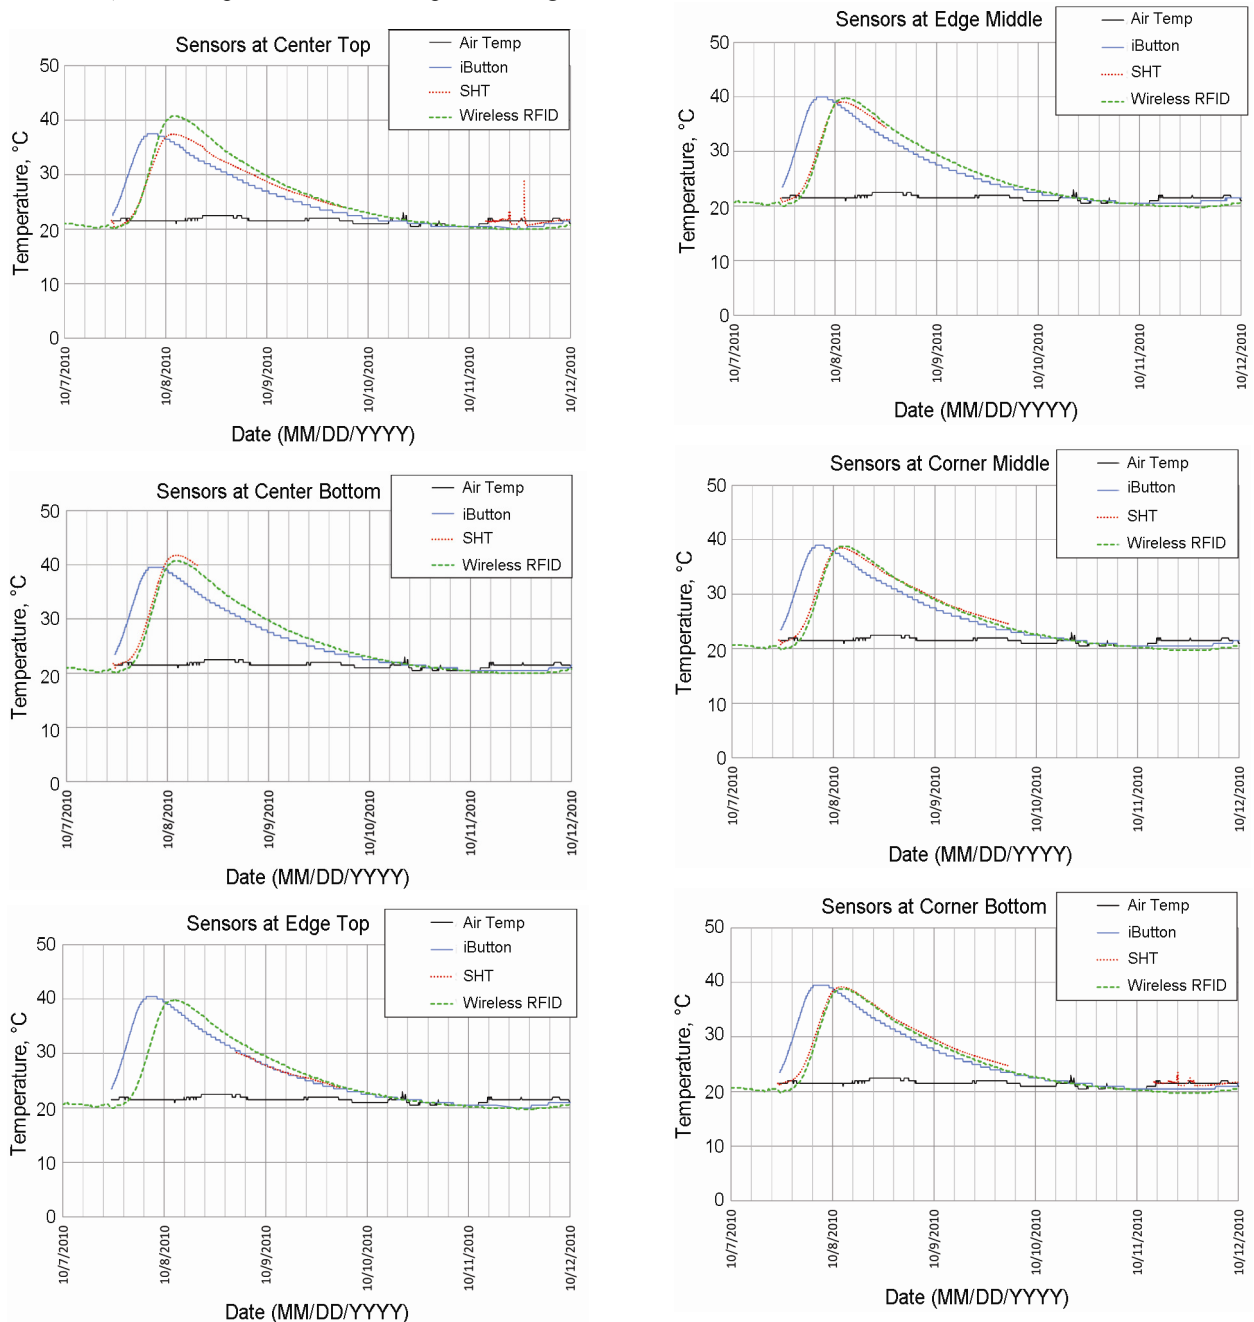 Sensors at Center Top
Air Temp
iButton
SHT
Wireless RFID
50
40
30
20
10
0
Temperature, °C
10/7/2010
10/8/2010
10/9/2010
10/10/2010
10/11/2010
10/12/2010
Date (MM/DD/YYYY)
Sensors at Center Bottom
Air Temp
iButton
SHT
Wireless RFID
50
40
30
20
10
0
Temperature, °C
10/7/2010
10/8/2010
10/9/2010
10/10/2010
10/11/2010
10/12/2010
Date (MM/DD/YYYY)
Sensors at Edge Top
Air Temp
iButton
SHT
Wireless RFID
50
40
30
20
10
0
Temperature, °C
10/7/2010
10/8/2010
10/9/2010
10/10/2010
10/11/2010
10/12/2010
Date (MM/DD/YYYY)
Sensors at Edge Middle
Air Temp
iButton
SHT
Wireless RFID
50
40
30
20
10
0
Temperature, °C
10/7/2010
10/8/2010
10/9/2010
10/10/2010
10/11/2010
10/12/2010
Date (MM/DD/YYYY)
Sensors at Corner Middle
Air Temp
iButton
SHT
Wireless RFID
50
40
30
20
10
0
Temperature, °C
10/7/2010
10/8/2010
10/9/2010
10/10/2010
10/11/2010
10/12/2010
Date (MM/DD/YYYY)
Sensors at Corner Bottom
Air Temp
iButton
SHT
Wireless RFID
50
40
30
20
10
0
Temperature, °C
10/7/2010
10/8/2010
10/9/2010
10/10/2010
10/11/2010
10/12/2010
Date (MM/DD/YYYY)